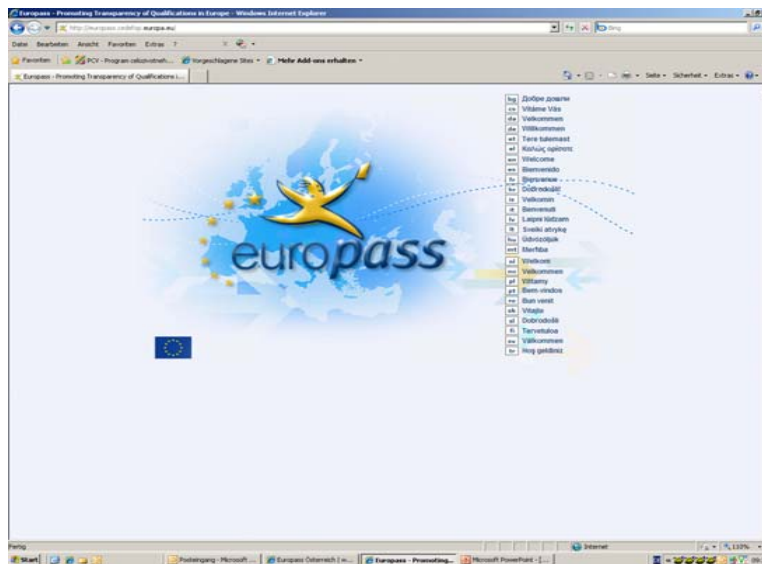 Europass - Promoting Transparency of Qualifications in Europe - Windows Internet Explorer
http://europass.cedefop.europa.eu/
Bing
Datei Bearbeiten Ansicht Favoriten Extras ?
Favoriten PCV - Program celozivotneh... Vorgeschlagene Sites Mehr Add-ons erhalten
Europass - Promoting Transparency of Qualifications i...
Seite Sicherheit Extras
bg Добре дошли
cs Vítáme Vás
da Velkommen
de Willkommen
et Tere tulemast
el Καλώς ορίσατε
en Welcome
es Bienvenido
fr Bienvenue
hr Dobrodošli!
is Velkomin
it Benvenuti
lv Laipni lūdzam
lt Sveiki atvykę
hu Üdvözöljük
mt Merħba
nl Welkom
no Velkommen
pl Witamy
pt Bem-vindos
ro Bun venit
sk Vitajte
sl Dobrodošli
fi Tervetuloa
sv Välkommen
tr Hoş geldiniz
europass
Fertig
Internet
110%
Start
Posteingang - Microsoft ...
Europass Österreich | w...
Europass - Promoting...
Microsoft PowerPoint - [...